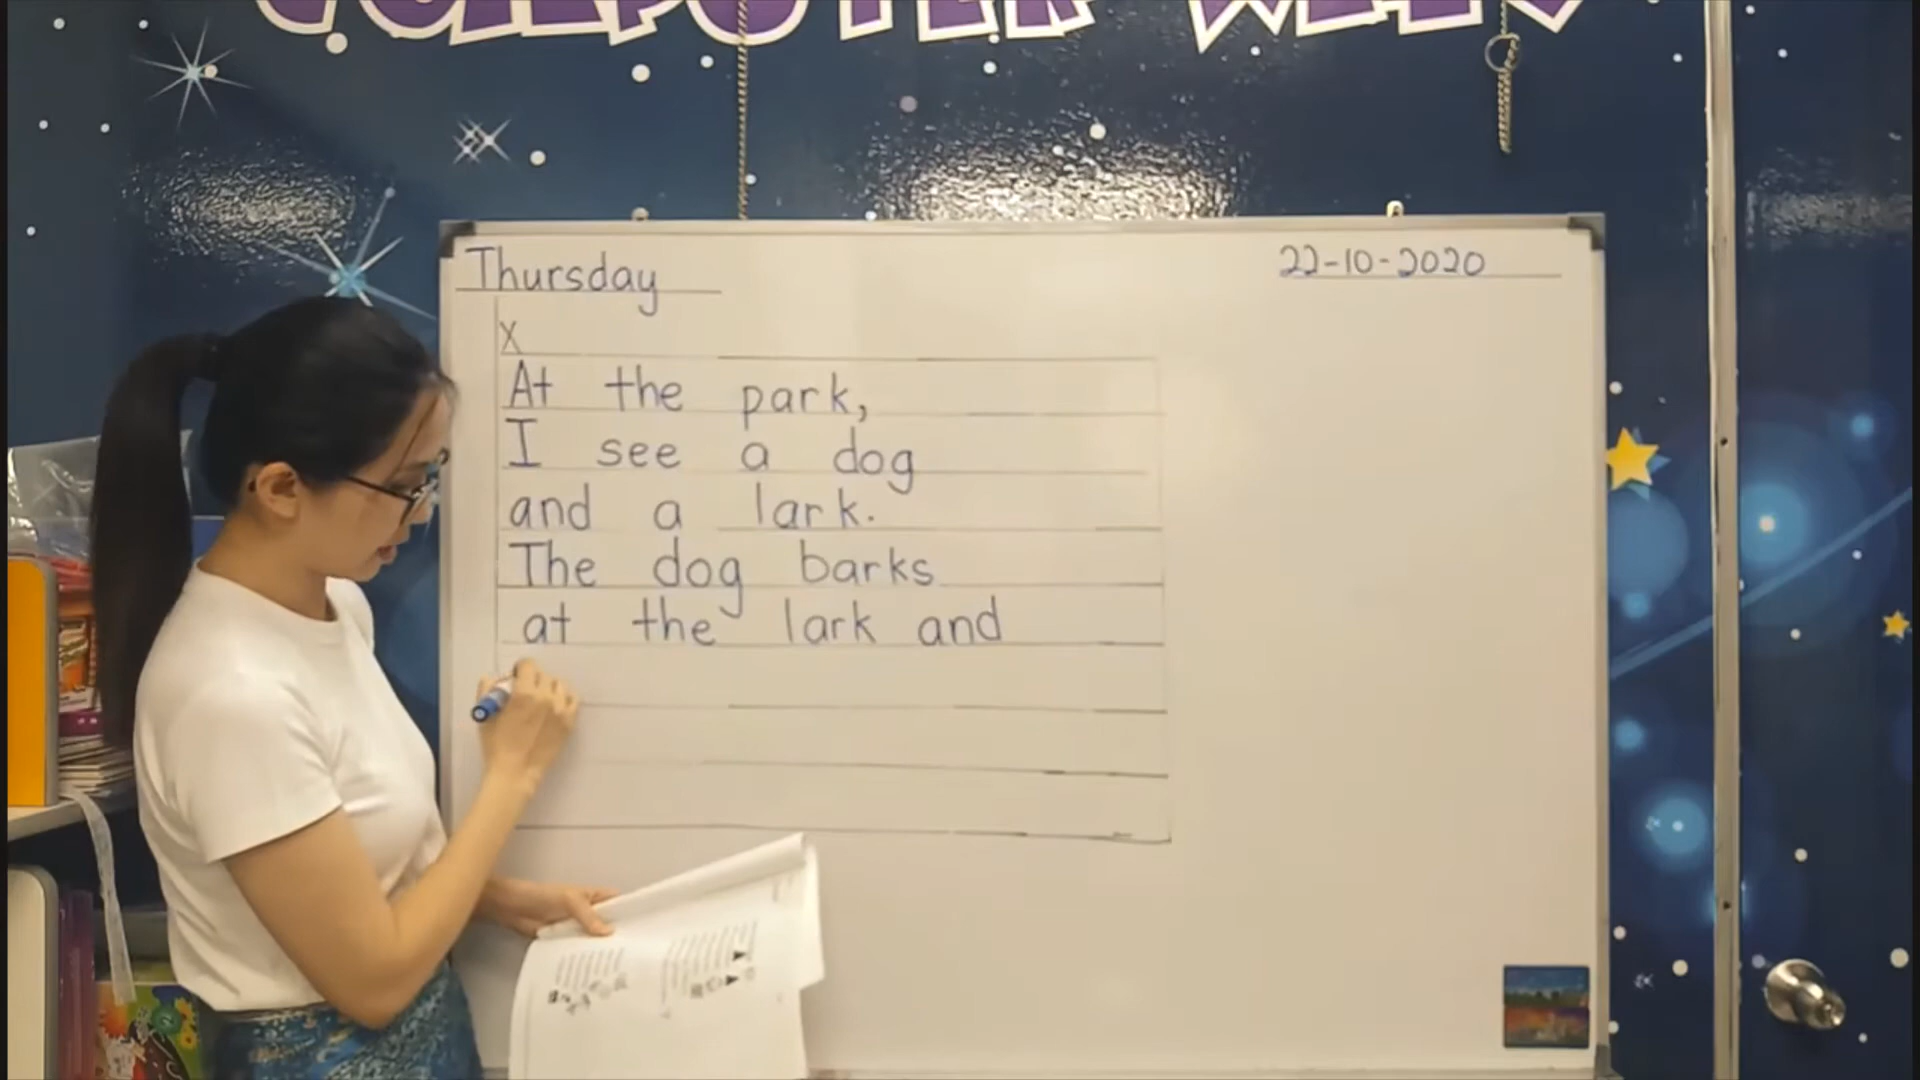 Thursday
22-10-2020
X
At the park,
I see a dog
and a lark.
The dog barks
at the lark and